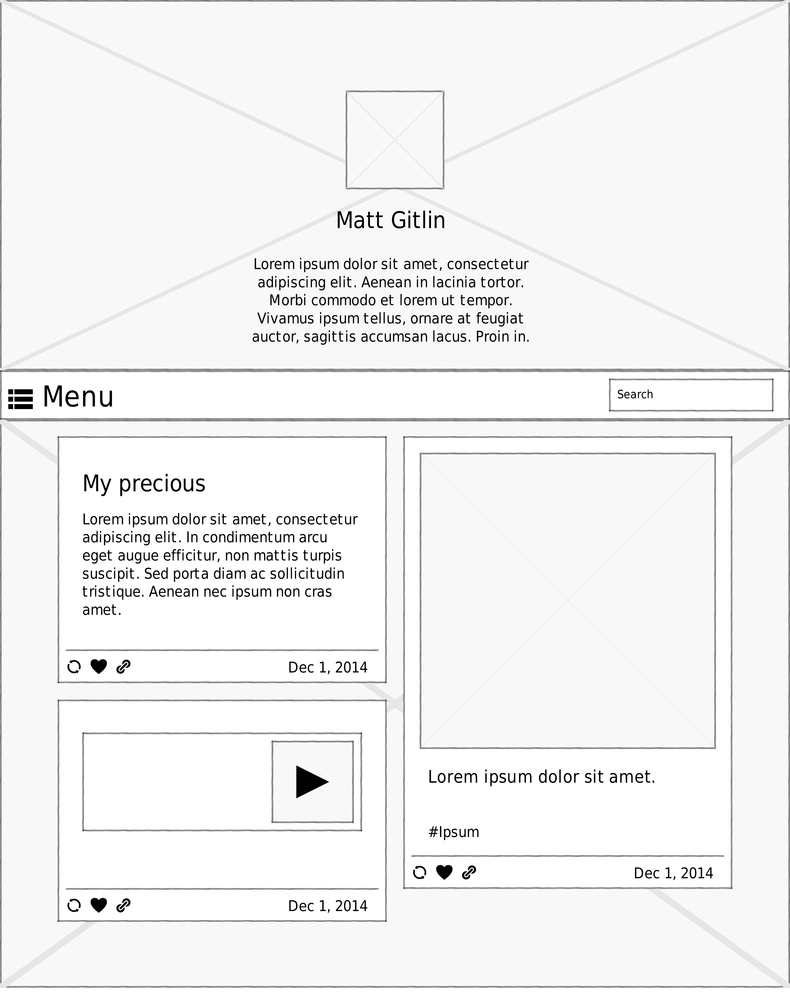 Matt Gitlin
Lorem ipsum dolor sit amet, consectetur
adipiscing elit. Aenean in lacinia tortor.
Morbi commodo et lorem ut tempor.
Vivamus ipsum tellus, ornare at feugiat
auctor, sagittis accumsan lacus. Proin in.
Menu
Search
My precious
Lorem ipsum dolor sit amet, consectetur
adipiscing elit. In condimentum arcu
eget augue efficitur, non mattis turpis
suscipit. Sed porta diam ac sollicitudin
tristique. Aenean nec ipsum non cras
amet.
Dec 1, 2014
Dec 1, 2014
Lorem ipsum dolor sit amet.
#Ipsum
Dec 1, 2014